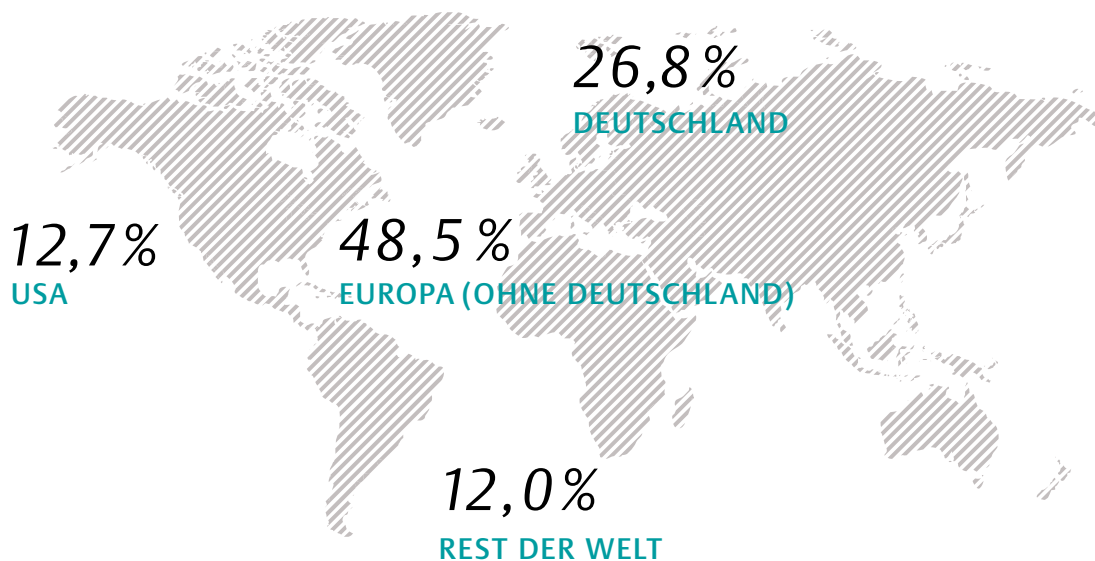 26,8 %
DEUTSCHLAND
12,7 %
USA
48,5 %
EUROPA (OHNE DEUTSCHLAND)
12,0 %
REST DER WELT